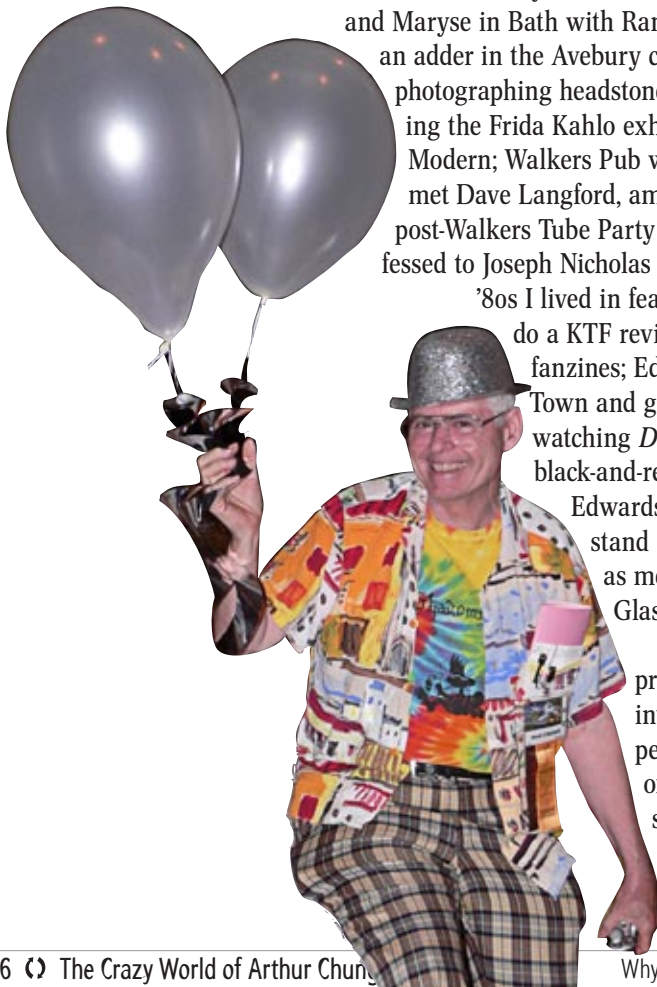 and Maryse in Bath with Ran
an adder in the Avebury c
photographing headstone
ing the Frida Kahlo exh
Modern; Walkers Pub w
met Dave Langford, am
post-Walkers Tube Party
fessed to Joseph Nicholas
’80s I lived in fea
do a KTF revi
fanzines; Ed
Town and g
watching D
black-and-re
Edwards
stand
as mo
Glas
pr
in
pe
o
s
6 The Crazy World of Arthur Chung
Why